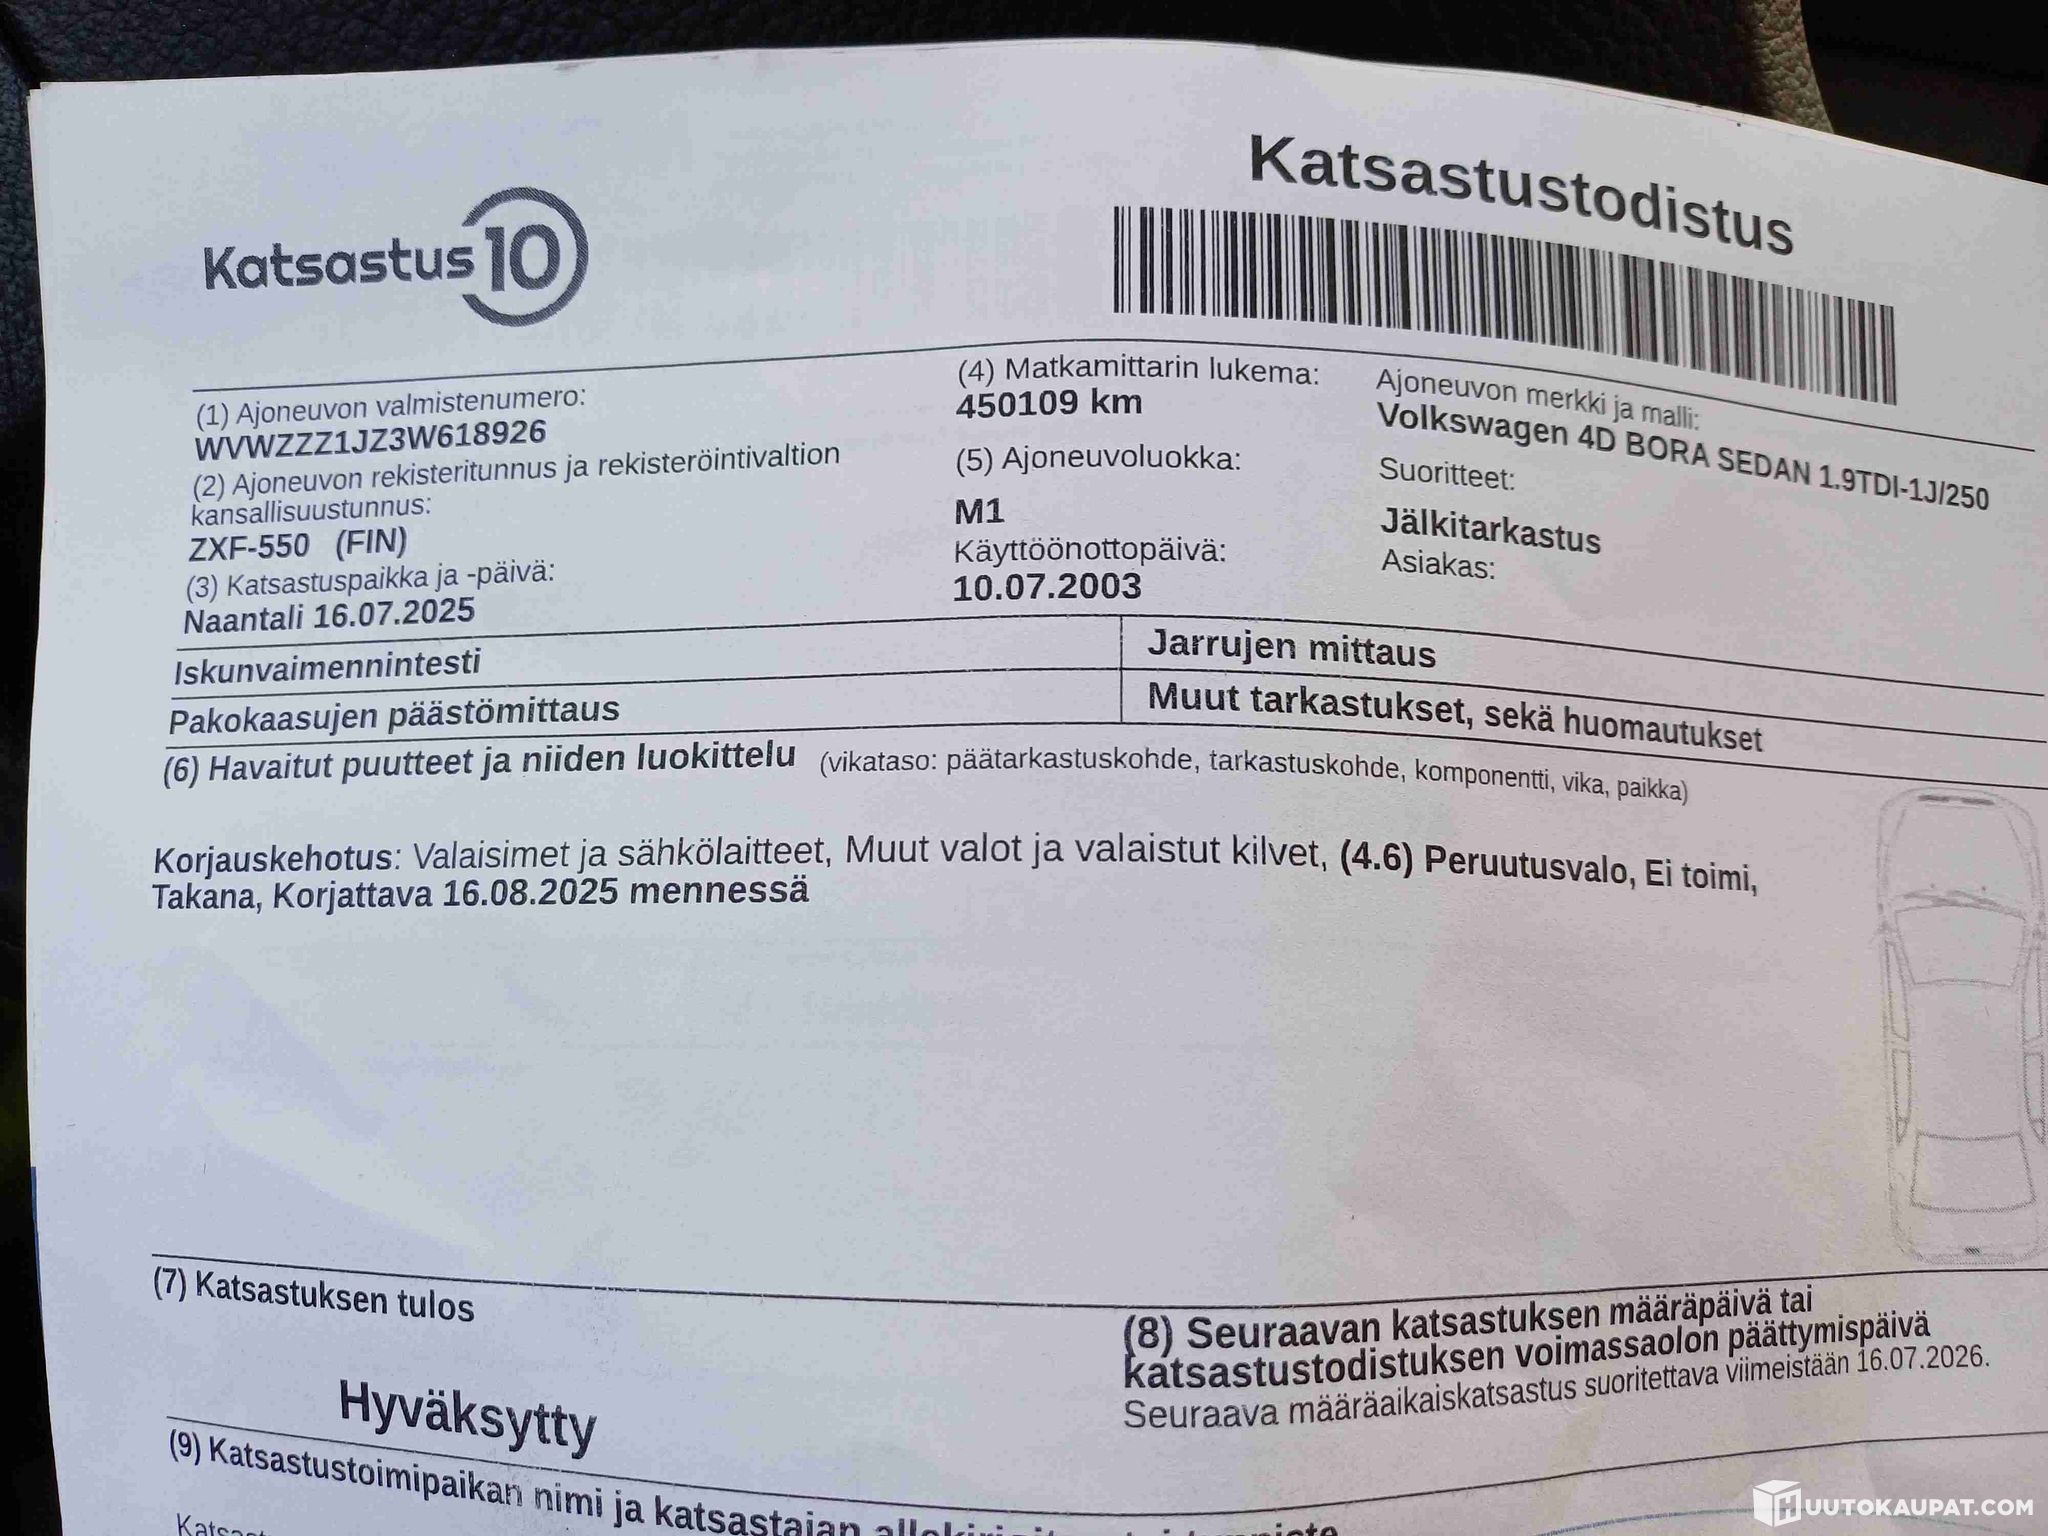 Katsastustodistus
Katsastus 10
(1) Ajoneuvon valmistenumero:
WVWZZZ1JZ3W618926
(2) Ajoneuvon rekisteritunnus ja rekisteröintivaltion
kansallisuustunnus:
ZXF-550 (FIN)
(3) Katsastuspaikka ja -päivä:
Naantali 16.07.2025
(4) Matkamittarin lukema:
450109 km
(5) Ajoneuvoluokka:
M1
Käyttöönottopäivä:
10.07.2003
Ajoneuvon merkki ja malli:
Volkswagen 4D BORA SEDAN 1.9TDI-1J/250
Suoritteet:
Jälkitarkastus
Asiakas:
Iskunvaimennintesti
Jarrujen mittaus
Pakokaasujen päästömittaus
Muut tarkastukset, sekä huomautukset
(6) Havaitut puutteet ja niiden luokittelu (vikataso: päätarkastuskohde, tarkastuskohde, komponentti, vika, paikka)
Korjauskehotus: Valaisimet ja sähkölaitteet, Muut valot ja valaistut kilvet, (4.6) Peruutusvalo, Ei toimi,
Takana, Korjattava 16.08.2025 mennessä
(7) Katsastuksen tulos
Hyväksytty
(8) Seuraavan katsastuksen määräpäivä tai
katsastustodistuksen voimassaolon päättymispäivä
Seuraava määräaikaiskatsastus suoritettava viimeistään 16.07.2026.
(9) Katsastustoimipaikan nimi ja katsastajan
HUUTOKAUPAT.COM